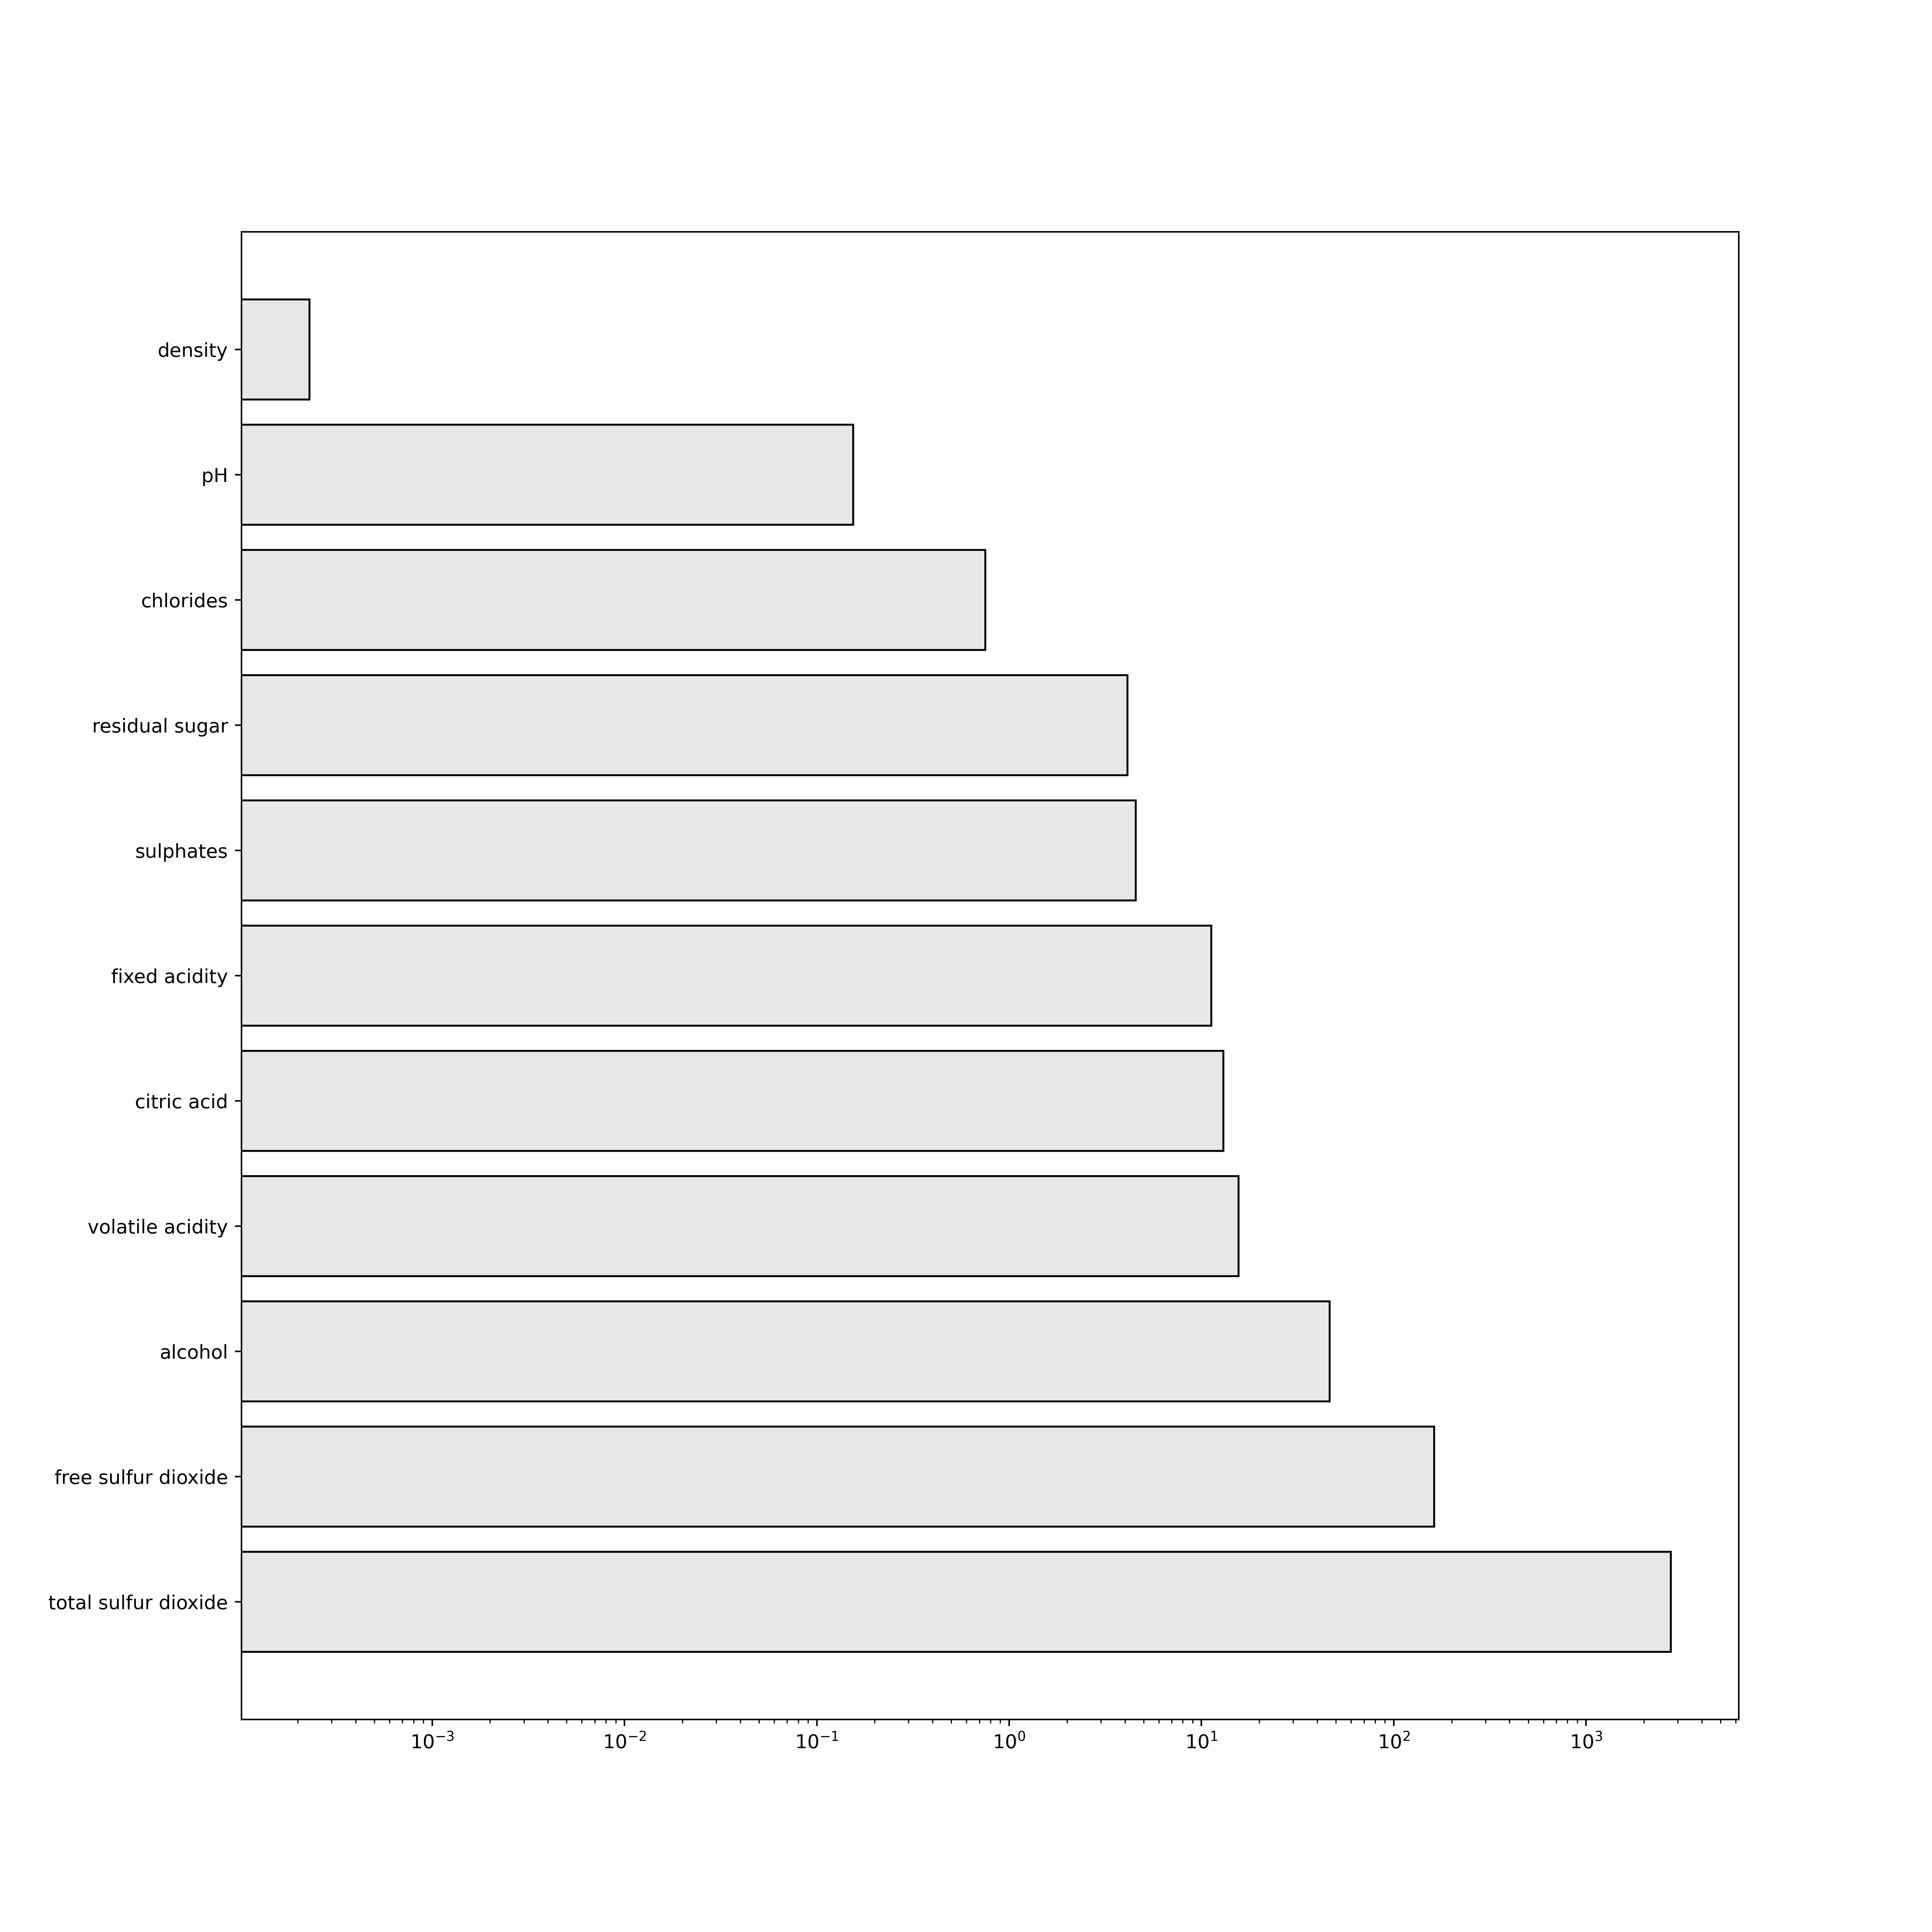 density
pH
chlorides
residual sugar
sulphates
fixed acidity
citric acid
volatile acidity
alcohol
free sulfur dioxide
total sulfur dioxide
10⁻³ 10⁻² 10⁻¹ 10⁰ 10¹ 10² 10³